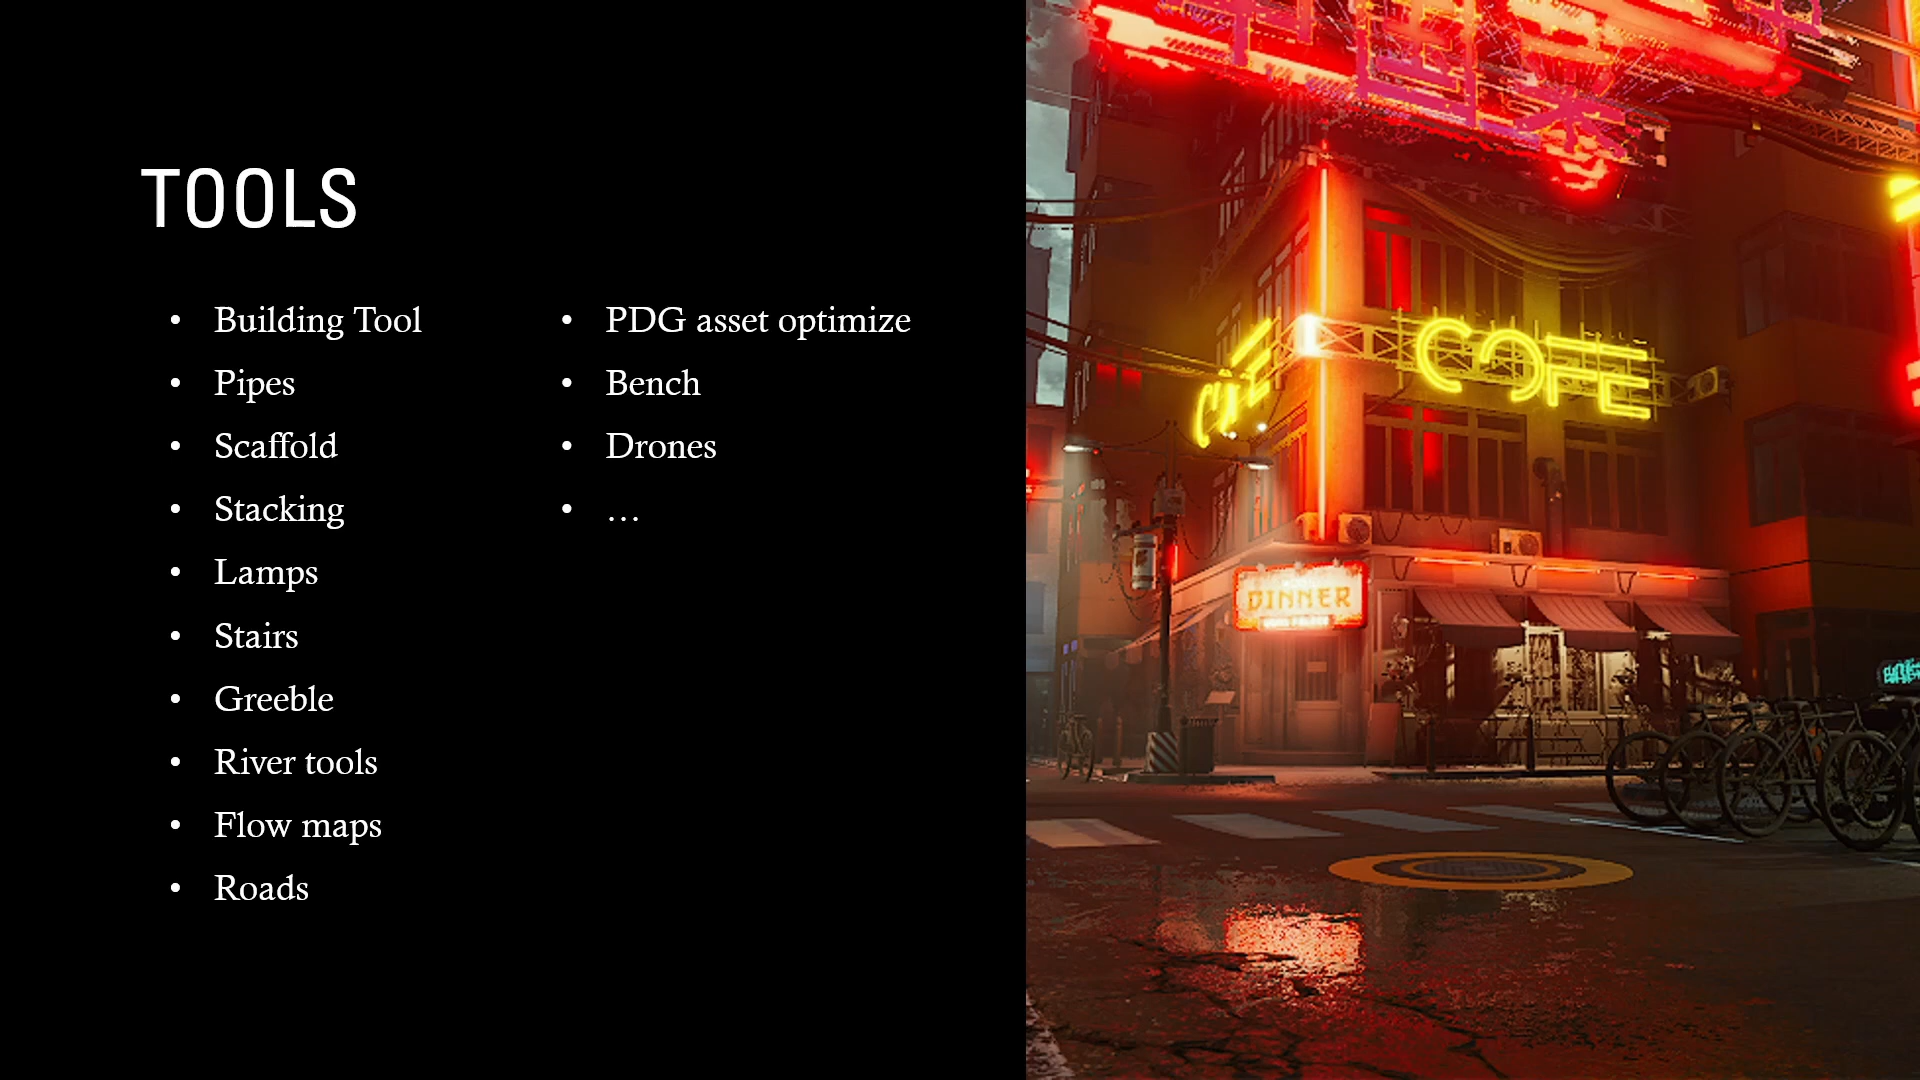 TOOLS
• Building Tool
• Pipes
• Scaffold
• Stacking
• Lamps
• Stairs
• Greeble
• River tools
• Flow maps
• Roads
• PDG asset optimize
• Bench
• Drones
• …
COFE
DINNER